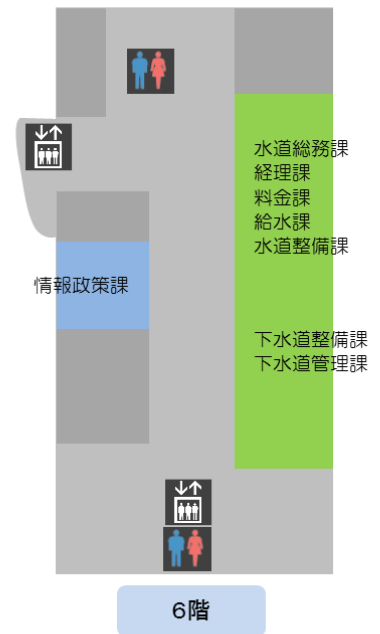 水道総務課
経理課
料金課
給水課
水道整備課
情報政策課
下水道整備課
下水道管理課
6階